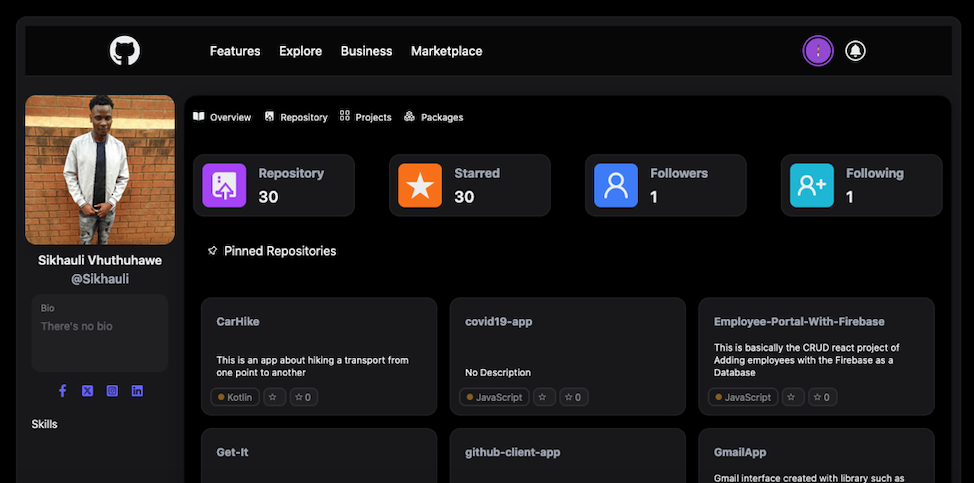 Features Explore Business Marketplace
Overview Repository Projects Packages
Repository
30
Starred
30
Followers
1
Following
1
Sikhauli Vhuthuhawe
@Sikhauli
Bio
There's no bio
Skills
Pinned Repositories
CarHike
This is an app about hiking a transport from
one point to another
Kotlin
0
covid19-app
No Description
JavaScript
0
Employee-Portal-With-Firebase
This is basically the CRUD react project of
Adding employees with the Firebase as a
Database
JavaScript
0
Get-It
github-client-app
GmailApp
Gmail interface created with library such as